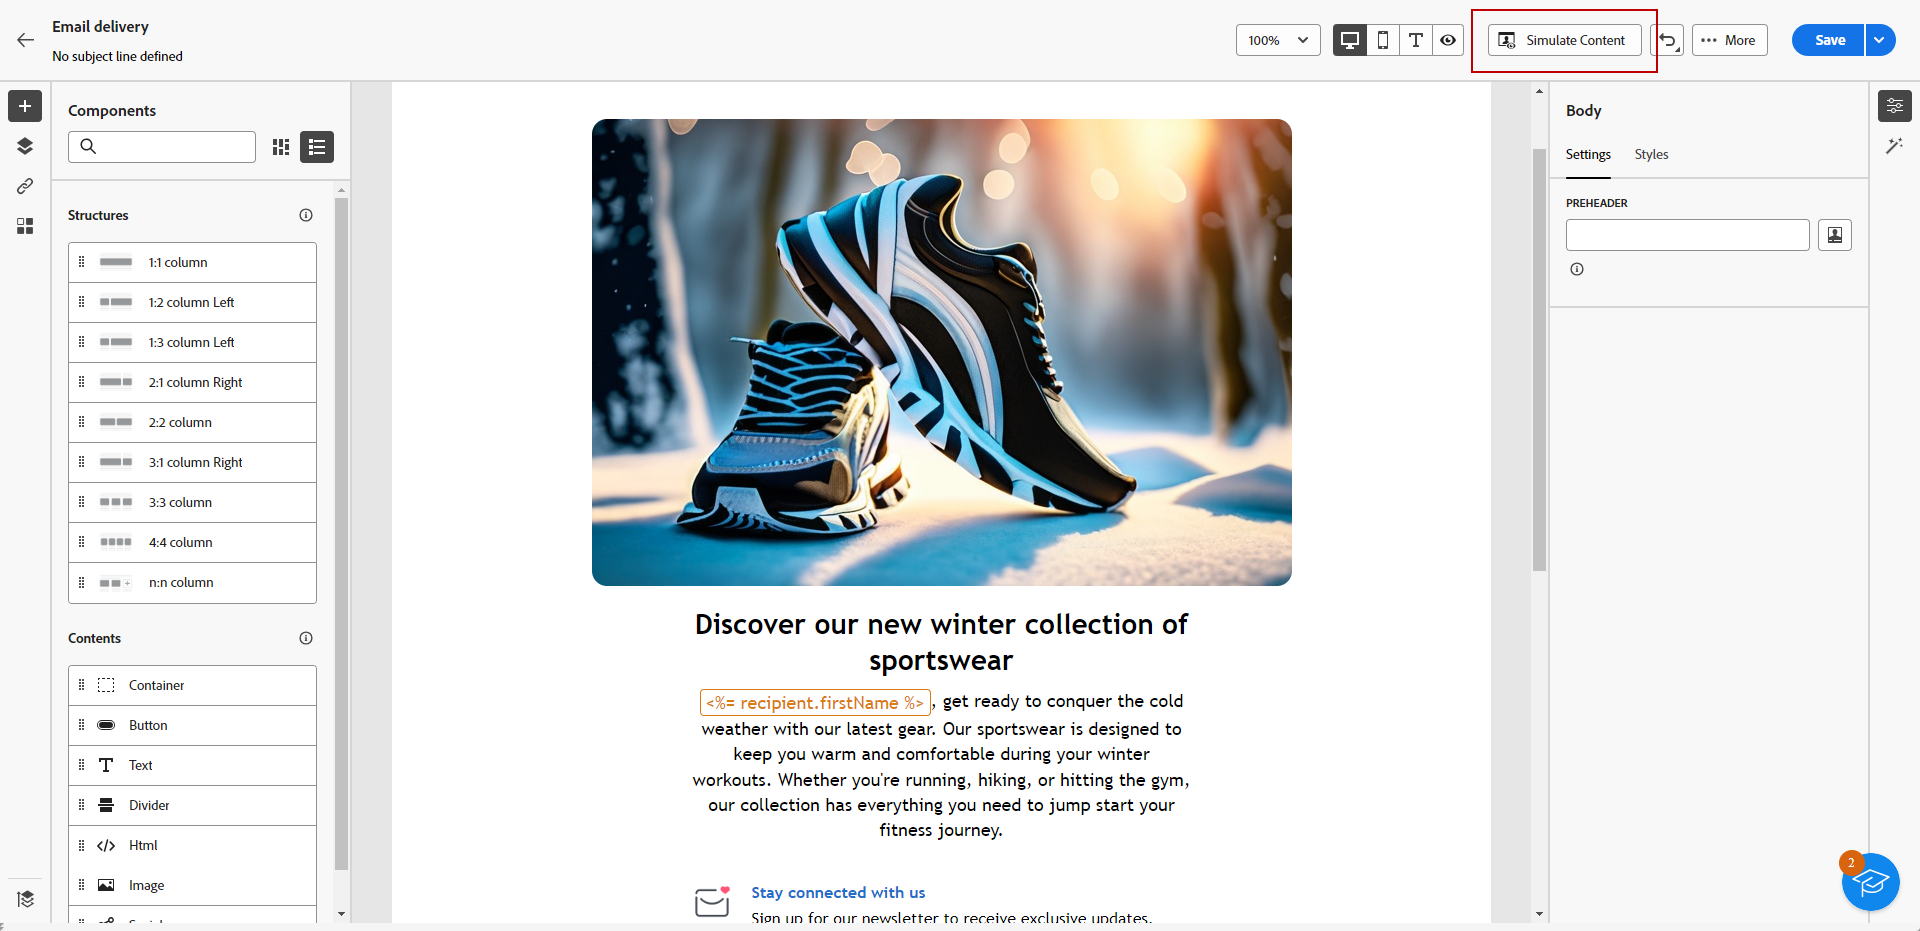 Email delivery
No subject line defined
100%
Simulate Content
More
Save
Components
Structures
1:1 column
1:2 column Left
1:3 column Left
2:1 column Right
2:2 column
3:1 column Right
3:3 column
4:4 column
n:n column
Contents
Container
Button
Text
Divider
Html
Image
Discover our new winter collection of
sportswear
<%= recipient.firstName %>, get ready to conquer the cold
weather with our latest gear. Our sportswear is designed to
keep you warm and comfortable during your winter
workouts. Whether you're running, hiking, or hitting the gym,
our collection has everything you need to jump start your
fitness journey.
Stay connected with us
Sign up for our newsletter to receive exclusive updates,
Body
Settings Styles
PREHEADER
2